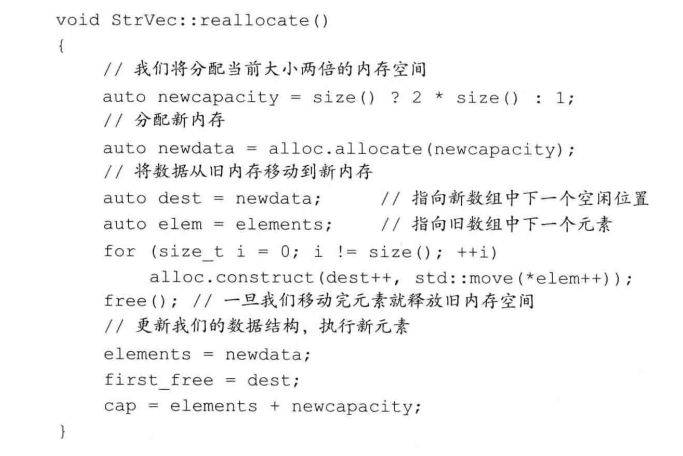 void StrVec::reallocate()
{
// 我们将分配当前大小两倍的内存空间
auto newcapacity = size() ? 2 * size() : 1;
// 分配新内存
auto newdata = alloc.allocate(newcapacity);
// 将数据从旧内存移动到新内存
auto dest = newdata; // 指向新数组中下一个空闲位置
auto elem = elements; // 指向旧数组中下一个元素
for (size_t i = 0; i != size(); ++i)
alloc.construct(dest++, std::move(*elem++));
free(); // 一旦我们移动完元素就释放旧内存空间
// 更新我们的数据结构，执行新元素
elements = newdata;
first_free = dest;
cap = elements + newcapacity;
}